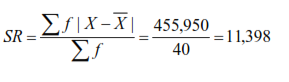 SR = ∑ f | X − X̅ | / ∑ f = 455,950 / 40 = 11,398